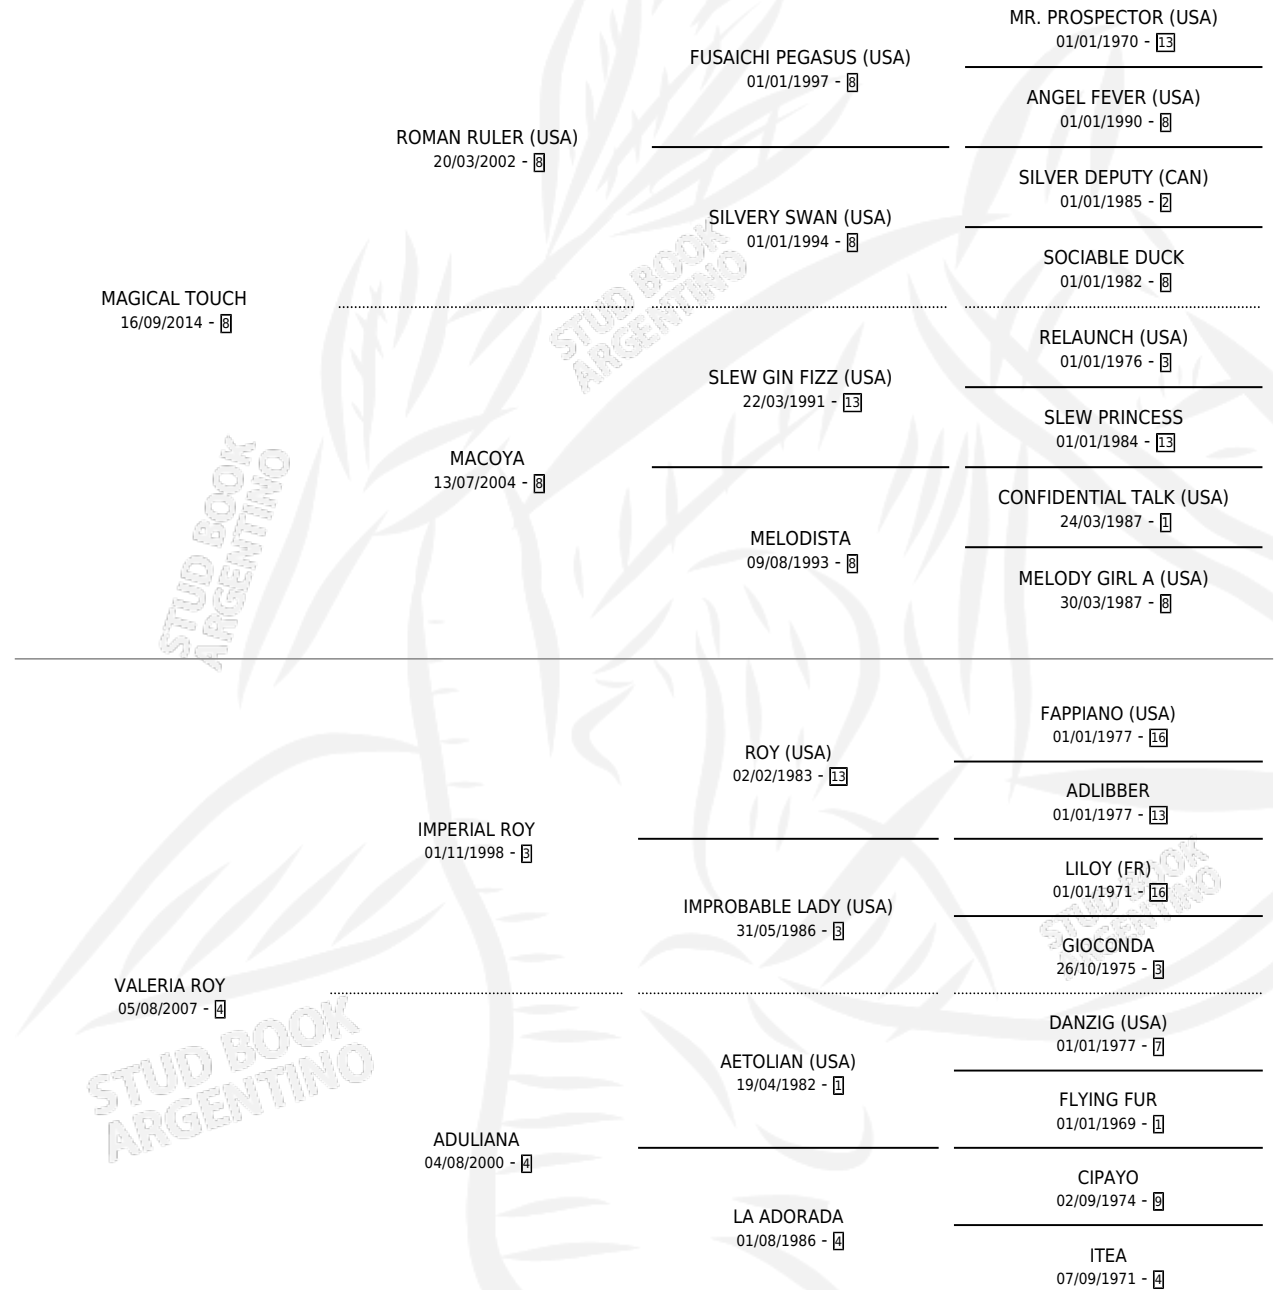 MR. PROSPECTOR (USA)
01/01/1970 - 13
FUSAICHI PEGASUS (USA)
01/01/1997 - 8
ANGEL FEVER (USA)
01/01/1990 - 8
ROMAN RULER (USA)
20/03/2002 - 8
SILVER DEPUTY (CAN)
01/01/1985 - 2
SILVERY SWAN (USA)
01/01/1994 - 8
SOCIABLE DUCK
01/01/1982 - 8
MAGICAL TOUCH
16/09/2014 - 8
STUD BOOK
ARGENTINO
RELAUNCH (USA)
01/01/1976 - 3
SLEW GIN FIZZ (USA)
22/03/1991 - 13
SLEW PRINCESS
01/01/1984 - 13
MACOYA
13/07/2004 - 8
CONFIDENTIAL TALK (USA)
24/03/1987 - 1
MELODISTA
09/08/1993 - 8
MELODY GIRL A (USA)
30/03/1987 - 8
STUD BOOK
ARGENTINO
FAPPIANO (USA)
01/01/1977 - 16
ROY (USA)
02/02/1983 - 13
ADLIBBER
01/01/1977 - 13
IMPERIAL ROY
01/11/1998 - 3
LILOY (FR)
01/01/1971 - 16
IMPROBABLE LADY (USA)
31/05/1986 - 3
GIOCONDA
26/10/1975 - 3
STUD BOOK
ARGENTINO
VALERIA ROY
05/08/2007 - 4
DANZIG (USA)
01/01/1977 - 7
AETOLIAN (USA)
19/04/1982 - 1
FLYING FUR
01/01/1969 - 1
STUD BOOK
ARGENTINO
ADULIANA
04/08/2000 - 4
CIPAYO
02/09/1974 - 9
LA ADORADA
01/08/1986 - 4
ITEA
07/09/1971 - 4